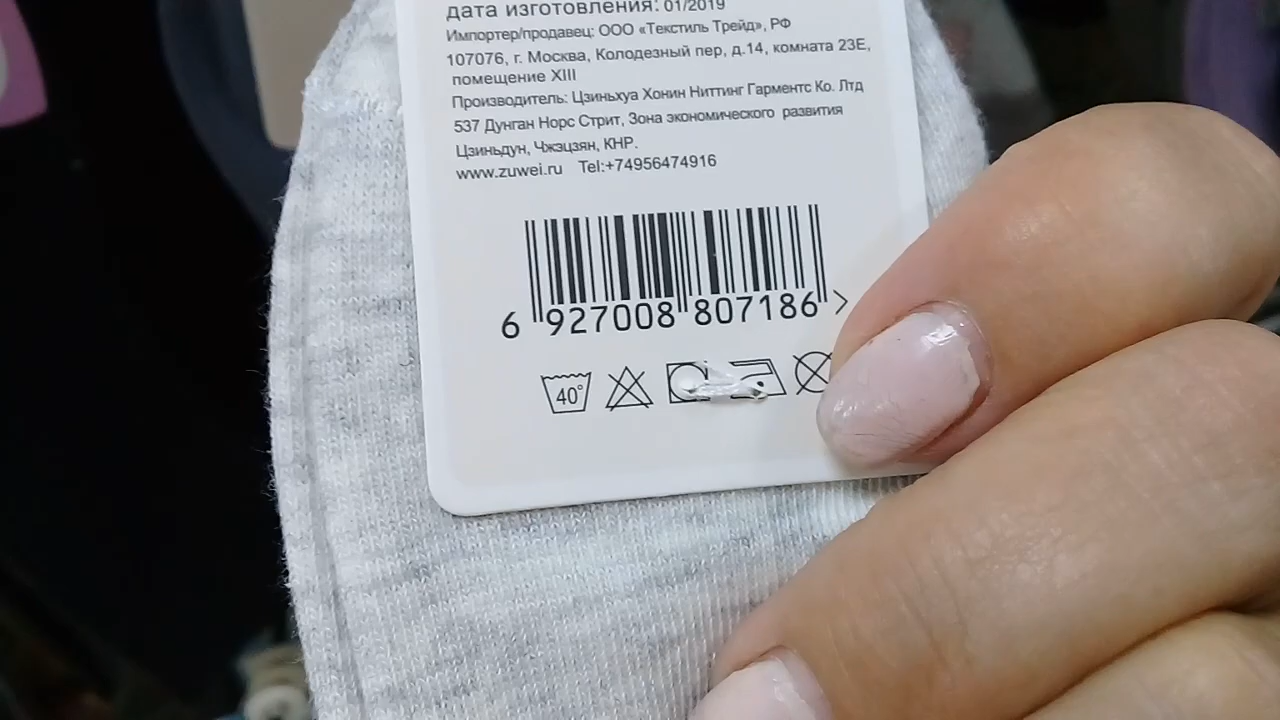 дата изготовления: 01/2019
Импортер/продавец: ООО «Текстиль Трейд», РФ
107076, г. Москва, Колодезный пер, д.14, комната 23Е,
помещение XIII
Производитель: Цзиньхуа Хонин Ниттинг Гарментс Ко. Лтд
537 Дунган Норс Стрит, Зона экономического развития
Цзиньдун, Чжэцзян, КНР.
www.zuwei.ru Tel:+74956474916
6 927008 807186 >
40°